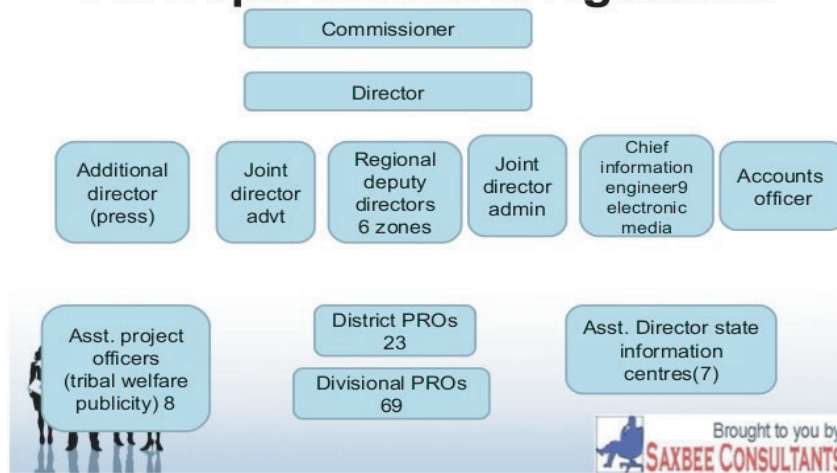 Commissioner
Director
Additional
director
(press)
Joint
director
advt
Regional
deputy
directors
6 zones
Joint
director
admin
Chief
information
engineer9
electronic
media
Accounts
officer
Asst. project
officers
(tribal welfare
publicity) 8
District PROs
23
Divisional PROs
69
Asst. Director state
information
centres(7)
Brought to you by
SAXBEE CONSULTANTS